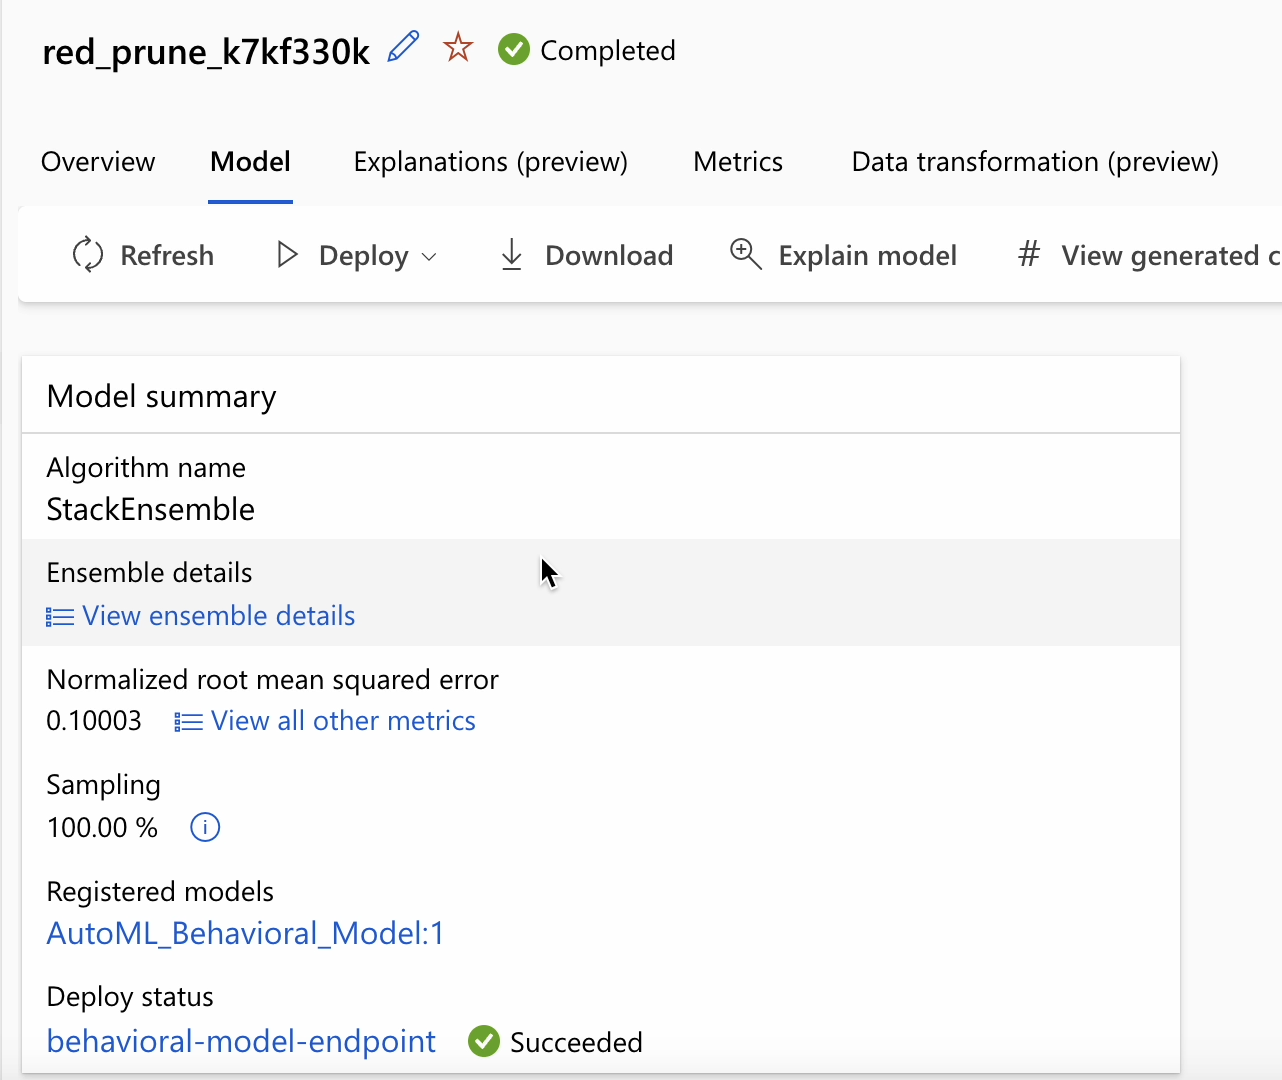 red_prune_k7kf330k Completed
Overview Model Explanations (preview) Metrics Data transformation (preview)
Refresh Deploy Download Explain model # View generated c
Model summary
Algorithm name
StackEnsemble
Ensemble details
View ensemble details
Normalized root mean squared error
0.10003 View all other metrics
Sampling
100.00 %
Registered models
AutoML_Behavioral_Model:1
Deploy status
behavioral-model-endpoint Succeeded